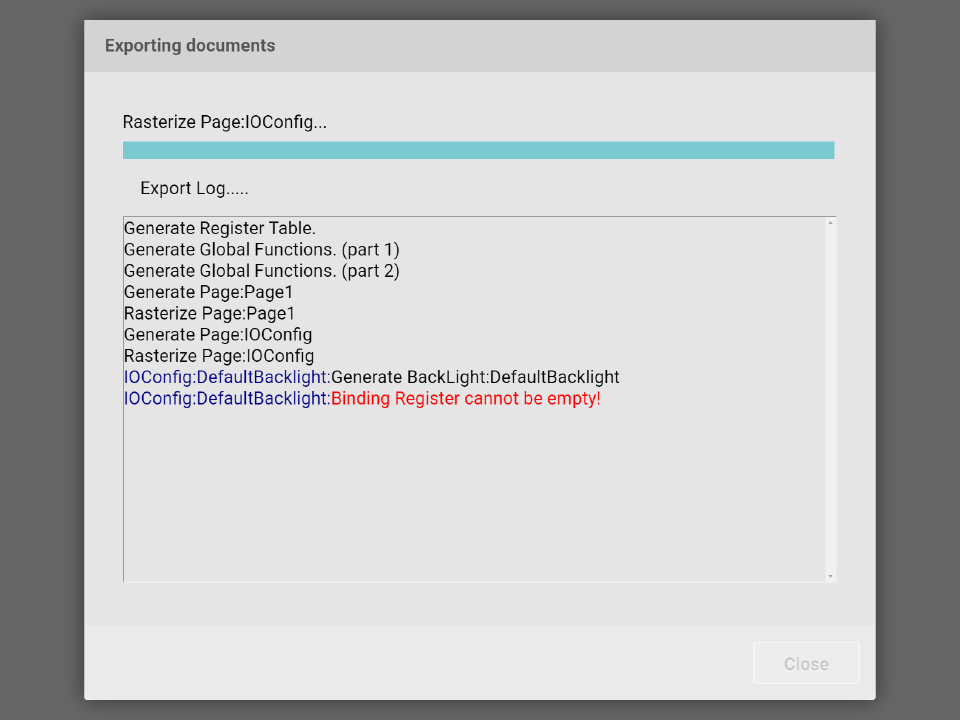 Exporting documents
Rasterize Page:IOConfig...
Export Log.....
Generate Register Table.
Generate Global Functions. (part 1)
Generate Global Functions. (part 2)
Generate Page:Page1
Rasterize Page:Page1
Generate Page:IOConfig
Rasterize Page:IOConfig
IOConfig:DefaultBacklight:Generate BackLight:DefaultBacklight
IOConfig:DefaultBacklight:Binding Register cannot be empty!
Close